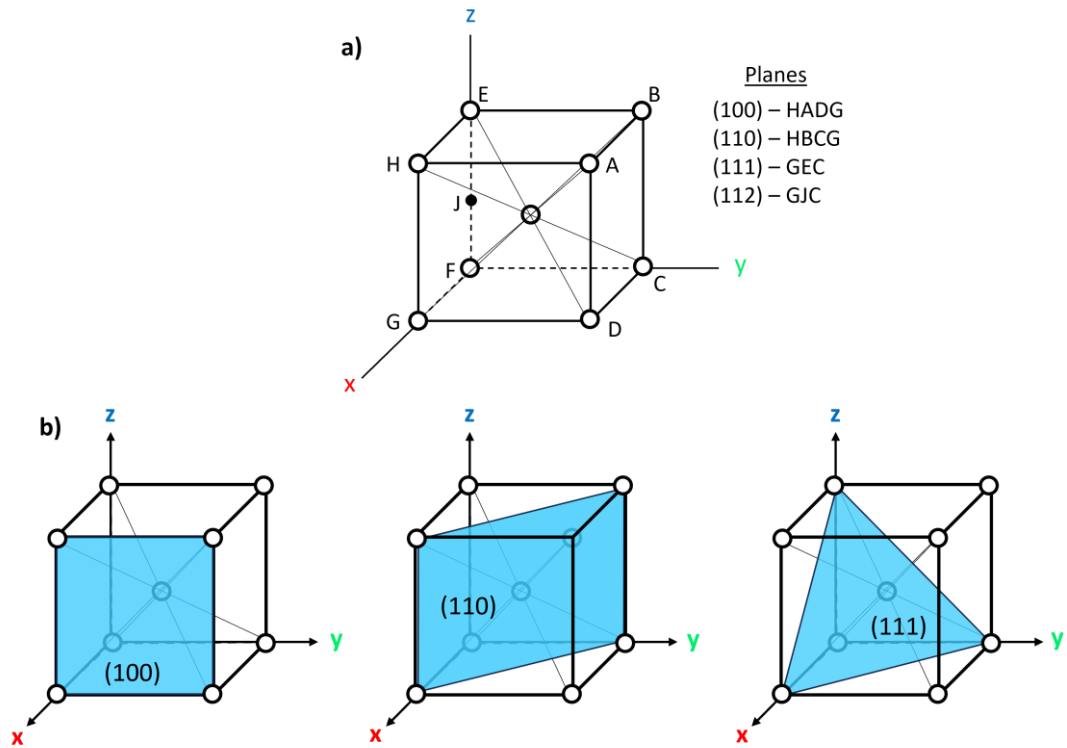 z
a)
Planes
E
B
(100) – HADG
(110) – HBCG
H
A
(111) – GEC
(112) – GJC
J
F
C
y
G
D
x
b)
z
z
z
(110)
(111)
y
y
y
(100)
x
x
x